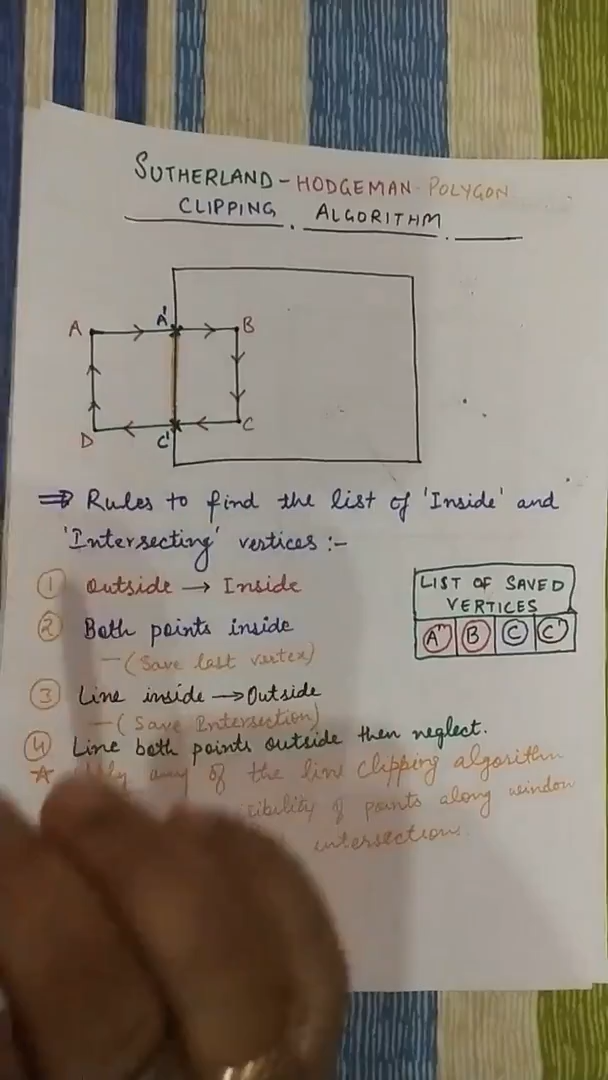 SUTHERLAND-HODGEMAN-POLYGON
CLIPPING ALGORITHM.
A
A'
B
D
C'
C
⇒ Rules to find the list of 'Inside' and
'Intersecting' vertices :-
① Outside → Inside
② Both points inside
-(Save last vertex)
③ Line inside → Outside
-(Save Intersection)
④ Line both points outside then neglect.
☆ any of the line clipping algorithm
of points along window
intersections.
LIST OF SAVED
VERTICES
A' B C C'